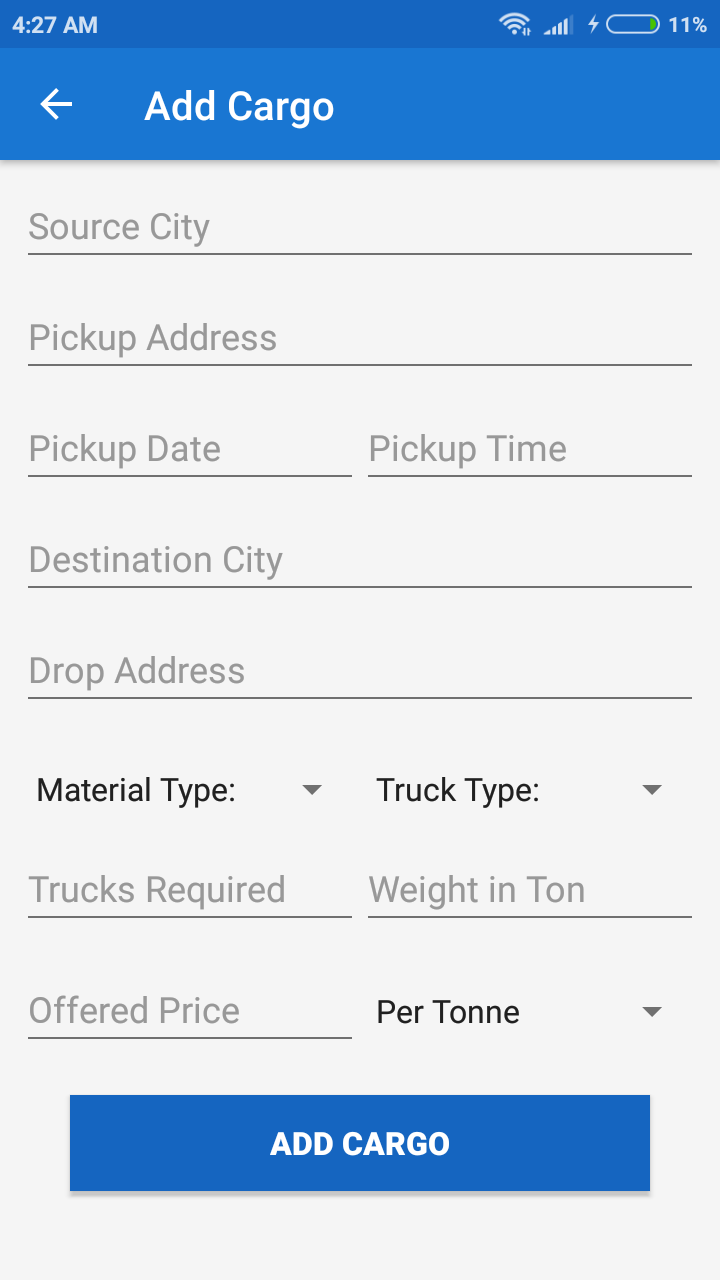 4:27 AM 11%
Add Cargo
Source City
Pickup Address
Pickup Date Pickup Time
Destination City
Drop Address
Material Type: Truck Type:
Trucks Required Weight in Ton
Offered Price Per Tonne
ADD CARGO